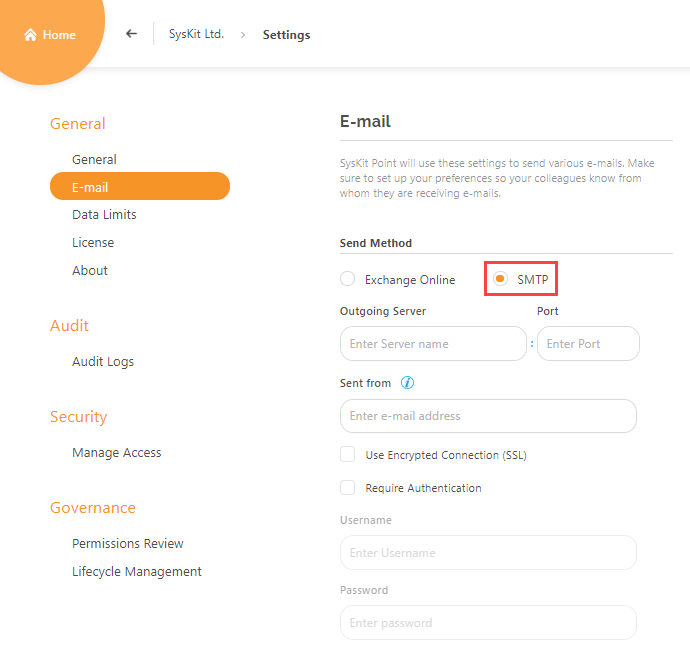 Home
SysKit Ltd. > Settings
General
General
E-mail
Data Limits
License
About
Audit
Audit Logs
Security
Manage Access
Governance
Permissions Review
Lifecycle Management
E-mail
SysKit Point will use these settings to send various e-mails. Make
sure to set up your preferences so your colleagues know from
whom they are receiving e-mails.
Send Method
Exchange Online SMTP
Outgoing Server Port
Enter Server name : Enter Port
Sent from i
Enter e-mail address
Use Encrypted Connection (SSL)
Require Authentication
Username
Enter Username
Password
Enter password